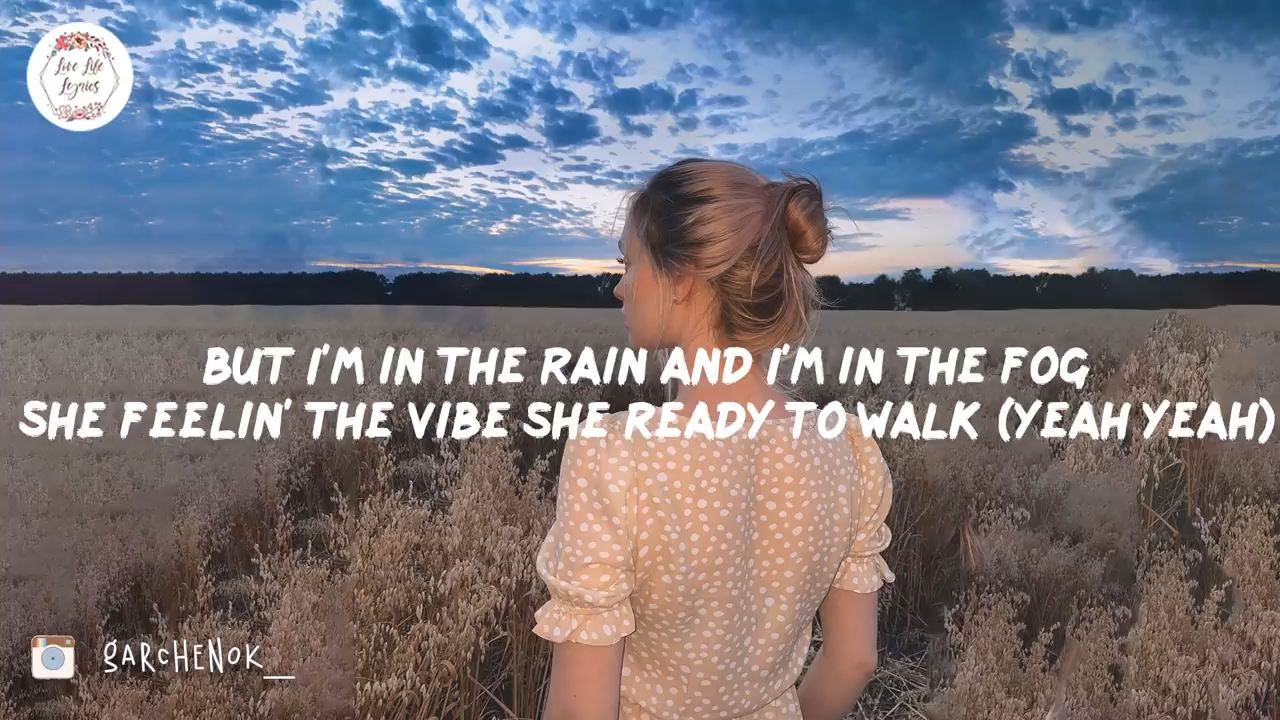 Live Life
Lyrics
BUT I'M IN THE RAIN AND I'M IN THE FOG
SHE FEELIN' THE VIBE SHE READY TO WALK (YEAH YEAH)
gARCHENOK__